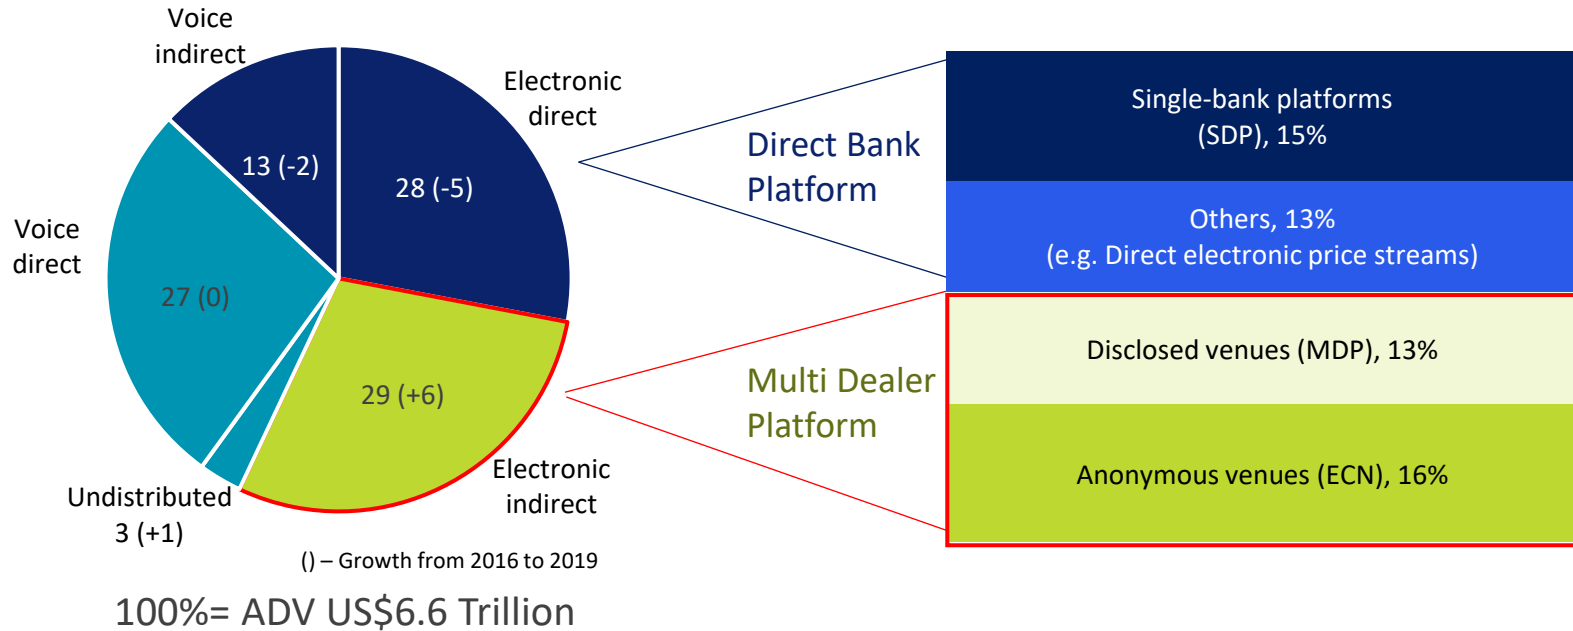 Voice
indirect
Electronic
direct
13 (-2)
28 (-5)
Voice
direct
27 (0)
29 (+6)
Undistributed
3 (+1)
Electronic
indirect
() – Growth from 2016 to 2019
100%= ADV US$6.6 Trillion
Direct Bank
Platform
Multi Dealer
Platform
Single-bank platforms
(SDP), 15%
Others, 13%
(e.g. Direct electronic price streams)
Disclosed venues (MDP), 13%
Anonymous venues (ECN), 16%